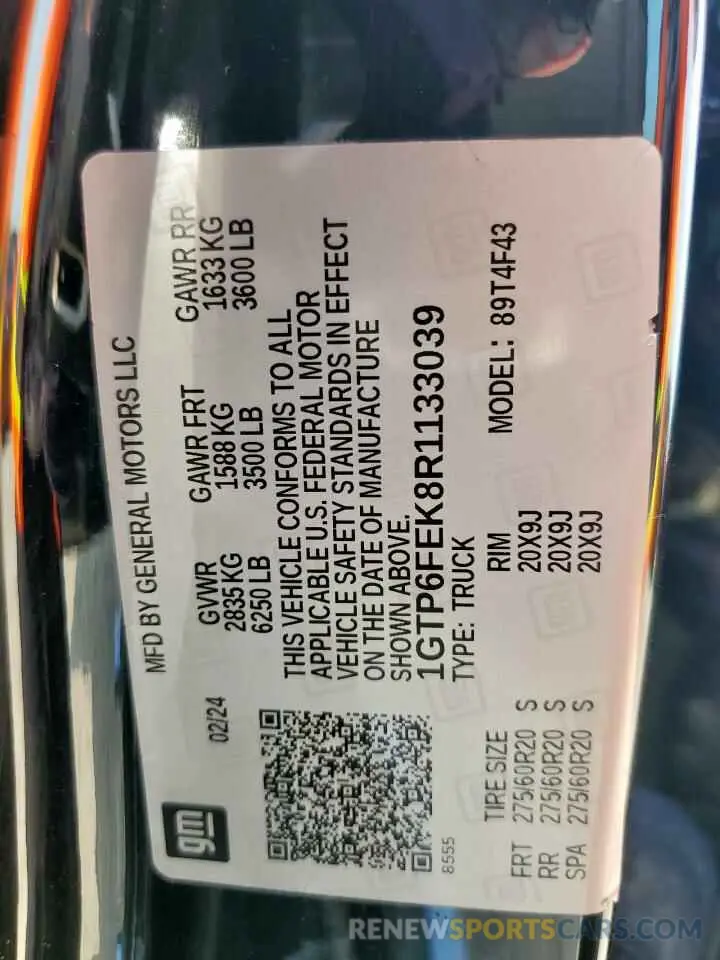 MFD BY GENERAL MOTORS LLC
gm
02/24
GVWR GAWR FRT GAWR RR
2835 KG 1588 KG 1633 KG
6250 LB 3500 LB 3600 LB
THIS VEHICLE CONFORMS TO ALL
APPLICABLE U.S. FEDERAL MOTOR
VEHICLE SAFETY STANDARDS IN EFFECT
ON THE DATE OF MANUFACTURE
SHOWN ABOVE.
1GTP6FEK8R1133039
8555
TYPE: TRUCK
MODEL: 89T4F43
TIRE SIZE RIM
FRT 275/60R20 S 20X9J
RR 275/60R20 S 20X9J
SPA 275/60R20 S 20X9J
RENEWSPORTSCARS.COM